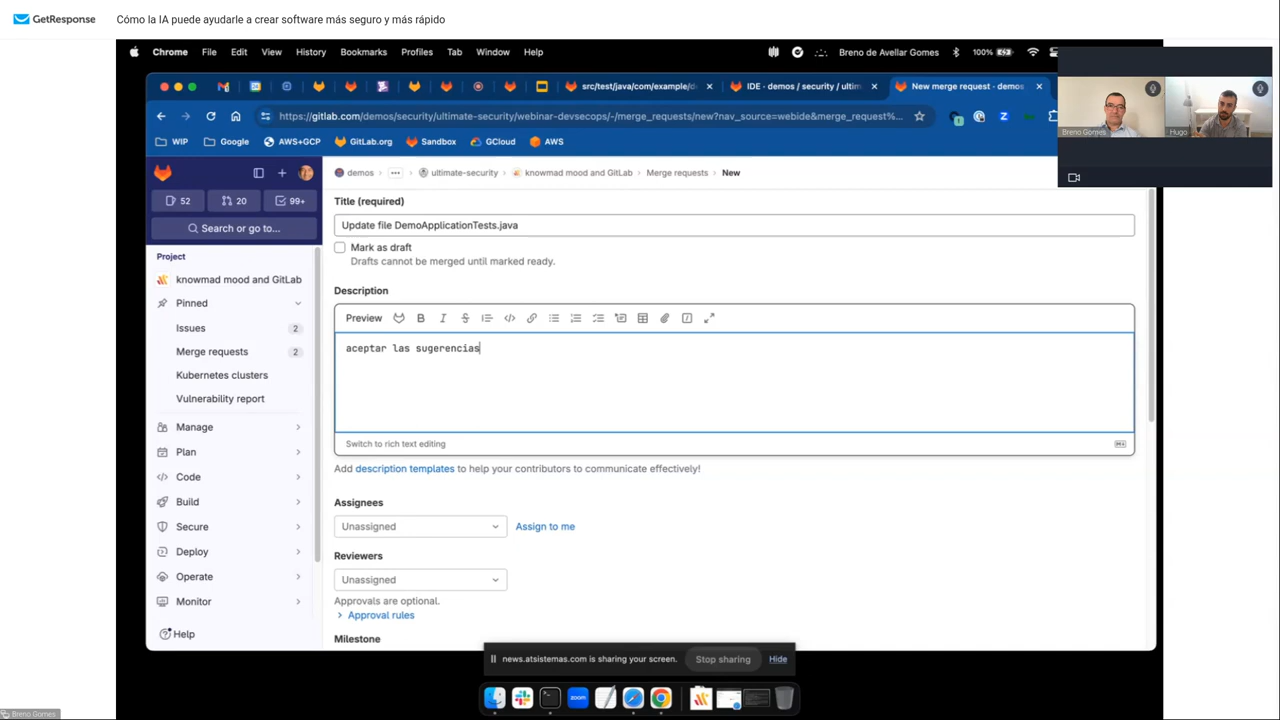 GetResponse
Cómo la IA puede ayudarle a crear software más seguro y más rápido
Chrome File Edit View History Bookmarks Profiles Tab Window Help
Breno de Avellar Gomes 100%
src/test/java/com/example/d
IDE · demos / security / ultim
New merge request · demos
https://gitlab.com/demos/security/ultimate-security/webinar-devsecops/-/merge_requests/new?nav_source=webide&merge_request%...
WIP Google AWS+GCP GitLab.org Sandbox GCloud AWS
Breno Gomes
Hugo
52 20 99+
Search or go to...
Project
knowmad mood and GitLab
Pinned
Issues 2
Merge requests 2
Kubernetes clusters
Vulnerability report
Manage
Plan
Code
Build
Secure
Deploy
Operate
Monitor
Help
demos ... ultimate-security knowmad mood and GitLab Merge requests New
Title (required)
Update file DemoApplicationTests.java
Mark as draft
Drafts cannot be merged until marked ready.
Description
Preview B I S
aceptar las sugerencias
Switch to rich text editing
Add description templates to help your contributors to communicate effectively!
Assignees
Unassigned Assign to me
Reviewers
Unassigned
Approvals are optional.
Approval rules
Milestone
news.atsistemas.com is sharing your screen. Stop sharing Hide
zoom
Breno Gomes